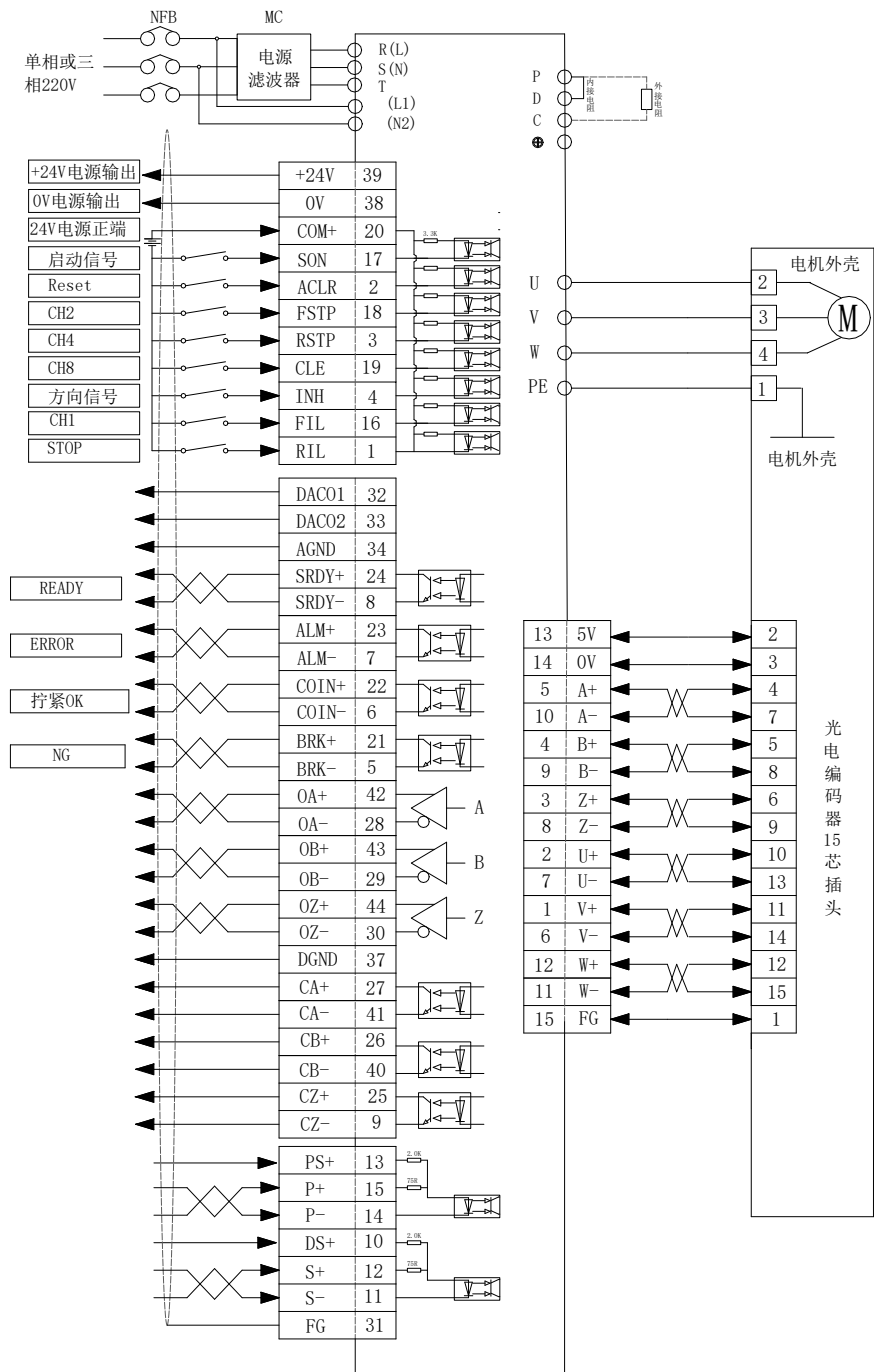 NFB
MC
单相或三
相220V
电源
滤波器
R(L)
S(N)
T
(L1)
(N2)
P
D
C
内接电阻
外接电阻
+24V电源输出 +24V 39
0V电源输出 0V 38
24V电源正端 COM+ 20 3.3K
启动信号 SON 17
Reset ACLR 2
CH2 FSTP 18
CH4 RSTP 3
CH8 CLE 19
方向信号 INH 4
CH1 FIL 16
STOP RIL 1
U 2
V 3
W 4
PE 1
电机外壳
M
电机外壳
DACO1 32
DACO2 33
AGND 34
READY
SRDY+ 24
SRDY- 8
ERROR
ALM+ 23
ALM- 7
拧紧OK
COIN+ 22
COIN- 6
NG
BRK+ 21
BRK- 5
OA+ 42
OA- 28
A
OB+ 43
OB- 29
B
OZ+ 44
OZ- 30
Z
DGND 37
CA+ 27
CA- 41
CB+ 26
CB- 40
CZ+ 25
CZ- 9
PS+ 13 2.0K
P+ 15 75R
P- 14
DS+ 10 2.0K
S+ 12 75R
S- 11
FG 31
13 5V 2
14 0V 3
5 A+ 4
10 A- 7
4 B+ 5
9 B- 8
3 Z+ 6
8 Z- 9
2 U+ 10
7 U- 13
1 V+ 11
6 V- 14
12 W+ 12
11 W- 15
15 FG 1
光电编码器15芯插头